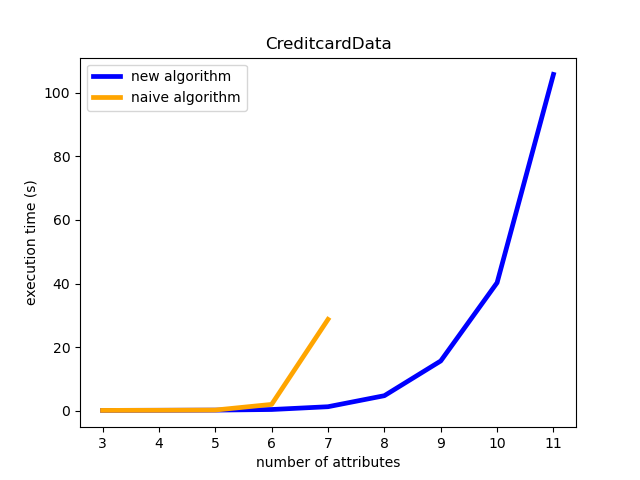 CreditcardData
new algorithm
naive algorithm
execution time (s)
100
80
60
40
20
0
3 4 5 6 7 8 9 10 11
number of attributes